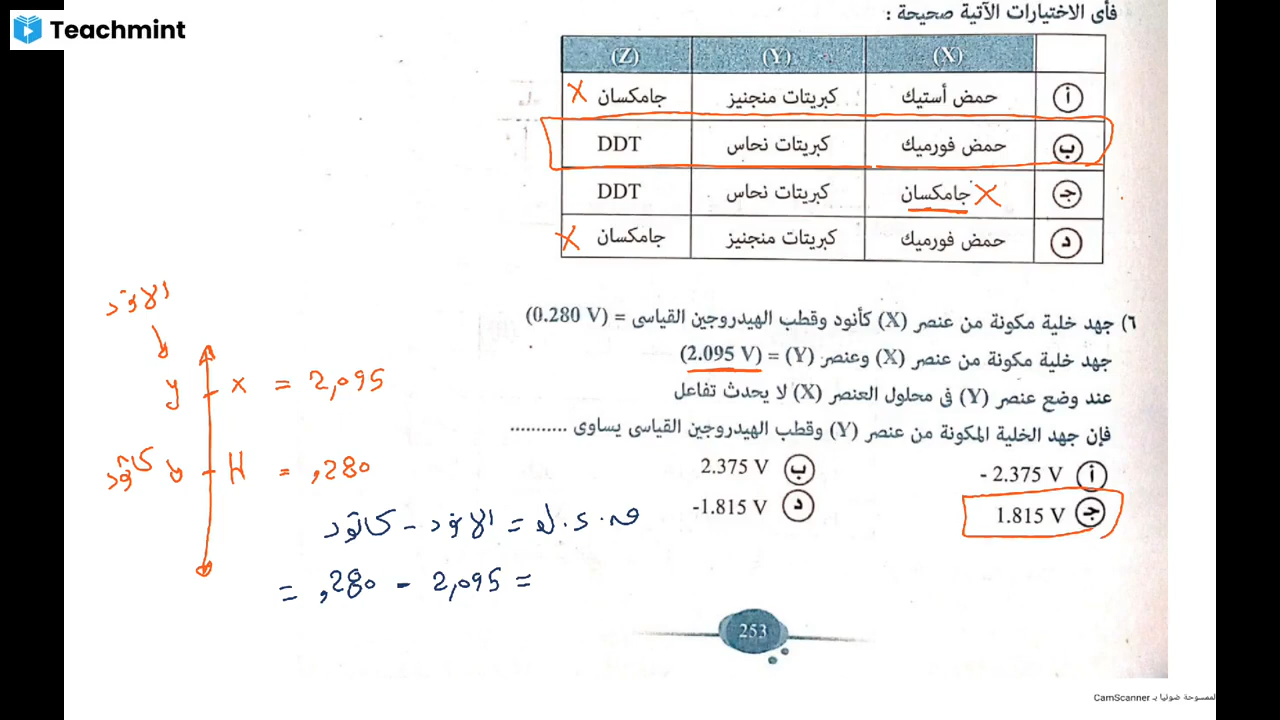 Teachmint
فأى الاختيارات الآتية صحيحة :
(X) (Y) (Z)
أ حمض أستيك كبريتات منجنيز جامكسان X
ب حمض فورميك كبريتات نحاس DDT
جـ جامكسان X كبريتات نحاس DDT
د حمض فورميك كبريتات منجنيز جامكسان X
٦) جهد خلية مكونة من عنصر (X) كأنود وقطب الهيدروجين القياسى = (0.280 V)
جهد خلية مكونة من عنصر (X) وعنصر (Y) = (2.095 V)
عند وضع عنصر (Y) فى محلول العنصر (X) لا يحدث تفاعل
فإن جهد الخلية المكونة من عنصر (Y) وقطب الهيدروجين القياسى يساوى ...........
أ - 2.375 V
ب 2.375 V
جـ 1.815 V
د -1.815 V
الانود
y x = 2,095
كاثود H = ,280
ق.د.ك = الانود - كاثود
= 2,095 - ,280 =
253
الممسوحة ضوئيا بـ CamScanner